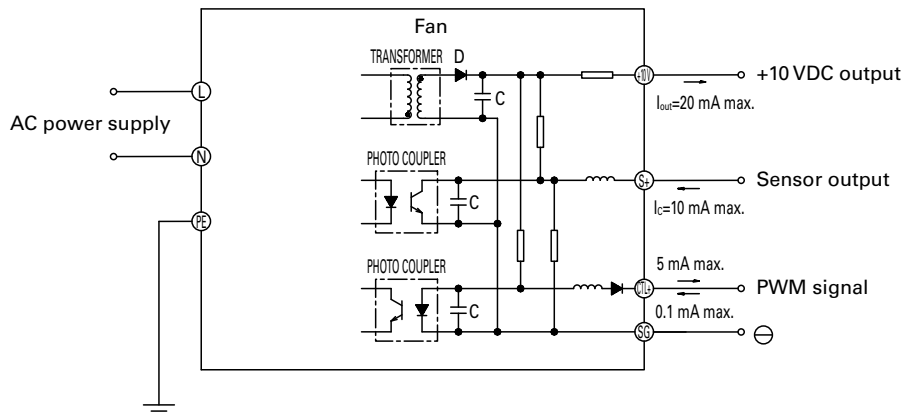 Fan
TRANSFORMER D
+10V
+10 VDC output
C
Iout=20 mA max.
L
AC power supply
N
PHOTO COUPLER
S+
Sensor output
C
IC=10 mA max.
PE
PHOTO COUPLER
5 mA max.
CTL+
PWM signal
C
0.1 mA max.
SG
⊖